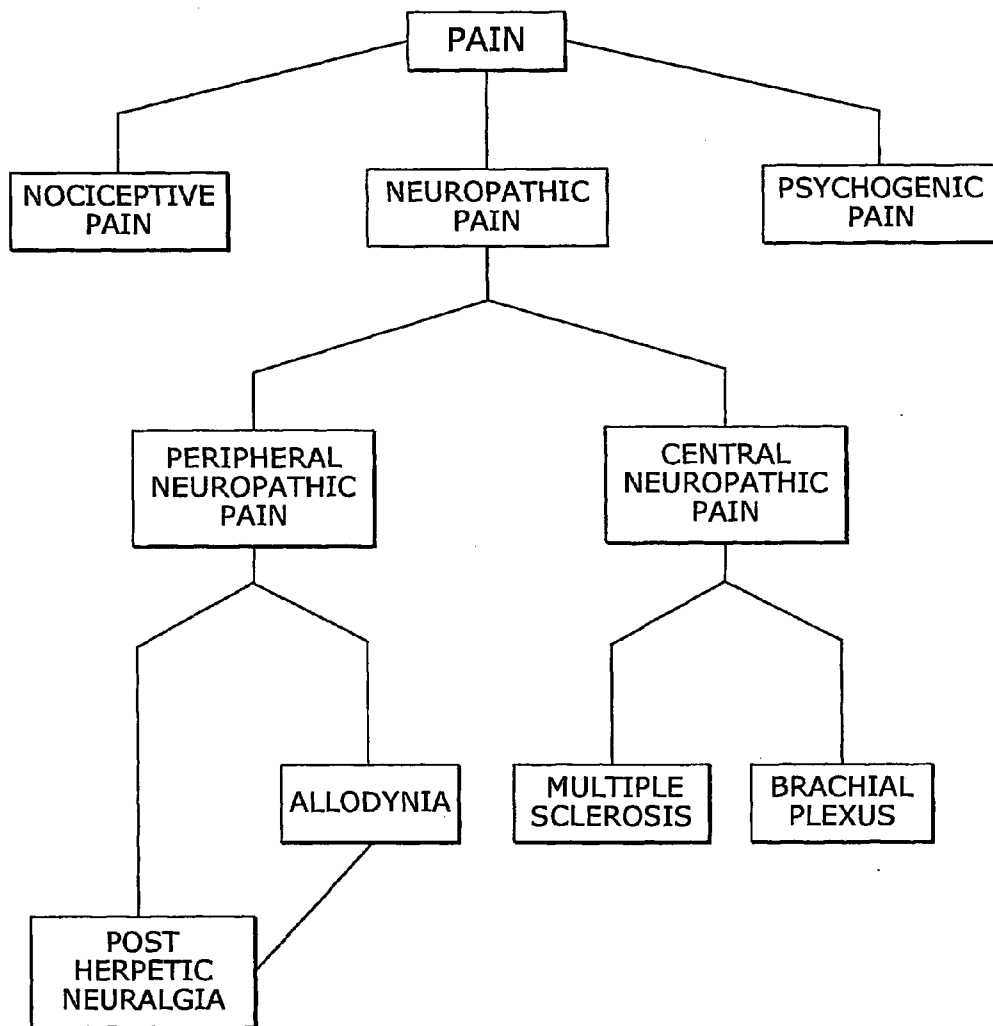 PAIN
NOCICEPTIVE
PAIN
NEUROPATHIC
PAIN
PSYCHOGENIC
PAIN
PERIPHERAL
NEUROPATHIC
PAIN
CENTRAL
NEUROPATHIC
PAIN
ALLODYNIA
MULTIPLE
SCLEROSIS
BRACHIAL
PLEXUS
POST
HERPETIC
NEURALGIA